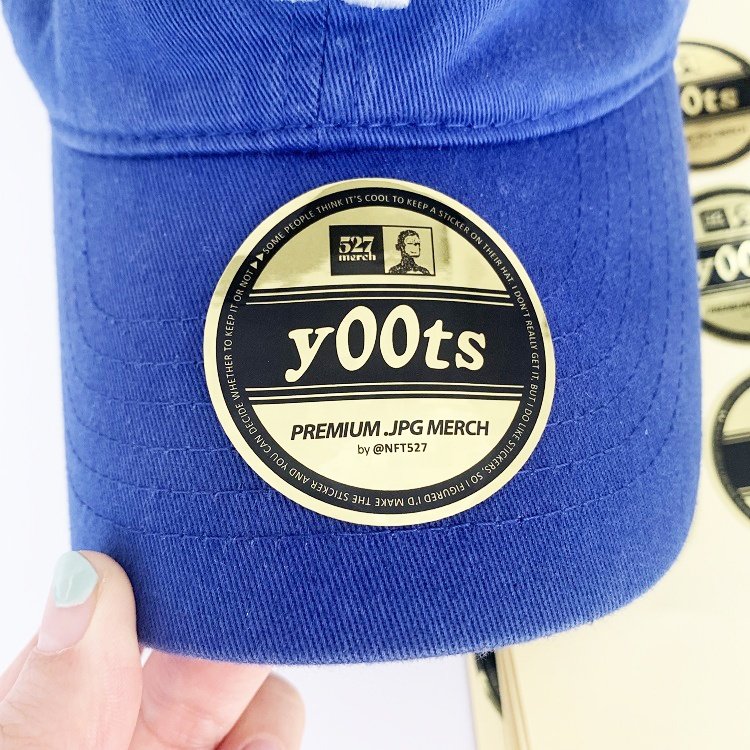 ▶▶SOME PEOPLE THINK IT'S COOL TO KEEP A STICKER ON THEIR HAT. I DON'T REALLY GET IT, BUT I DO LIKE STICKERS, SO I FIGURED I'D MAKE THE STICKER AND YOU CAN DECIDE WHETHER TO KEEP IT OR NOT
527
merch
y00ts
PREMIUM .JPG MERCH
by @NFT527
0ts
y00